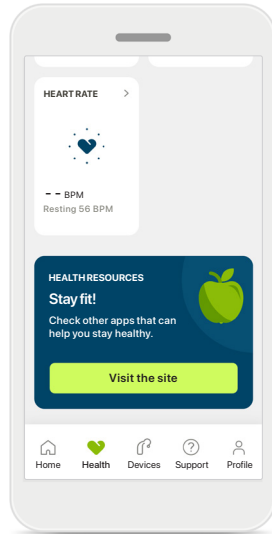 HEART RATE
-- BPM
Resting 56 BPM
HEALTH RESOURCES
Stay fit!
Check other apps that can
help you stay healthy.
Visit the site
Home Health Devices Support Profile